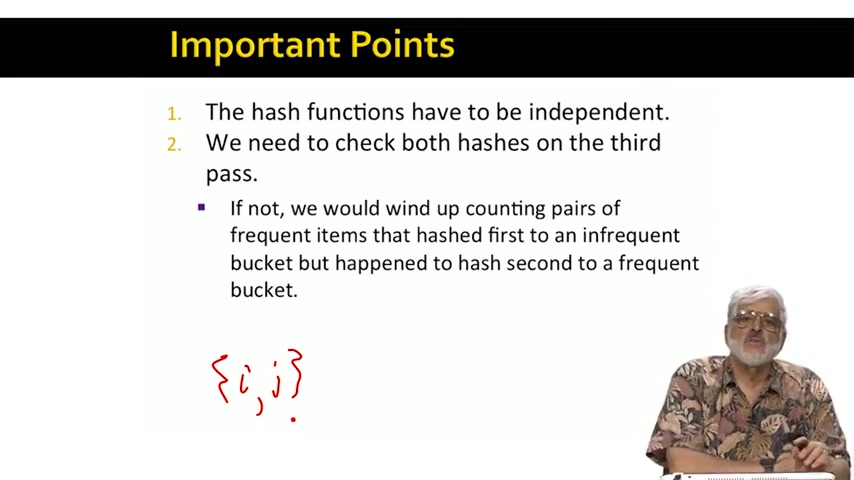 Important Points
1. The hash functions have to be independent.
2. We need to check both hashes on the third
pass.
▪ If not, we would wind up counting pairs of
frequent items that hashed first to an infrequent
bucket but happened to hash second to a frequent
bucket.
{i, j}